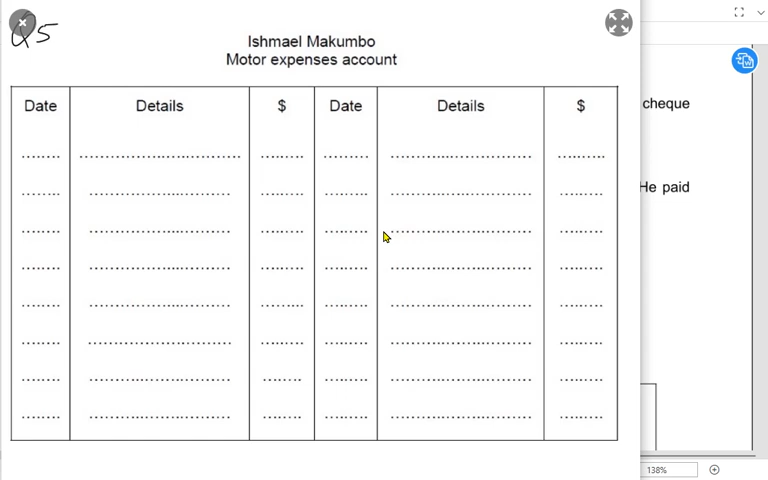 Q5
Ishmael Makumbo
Motor expenses account
Date Details $ Date Details $
cheque
He paid
138%